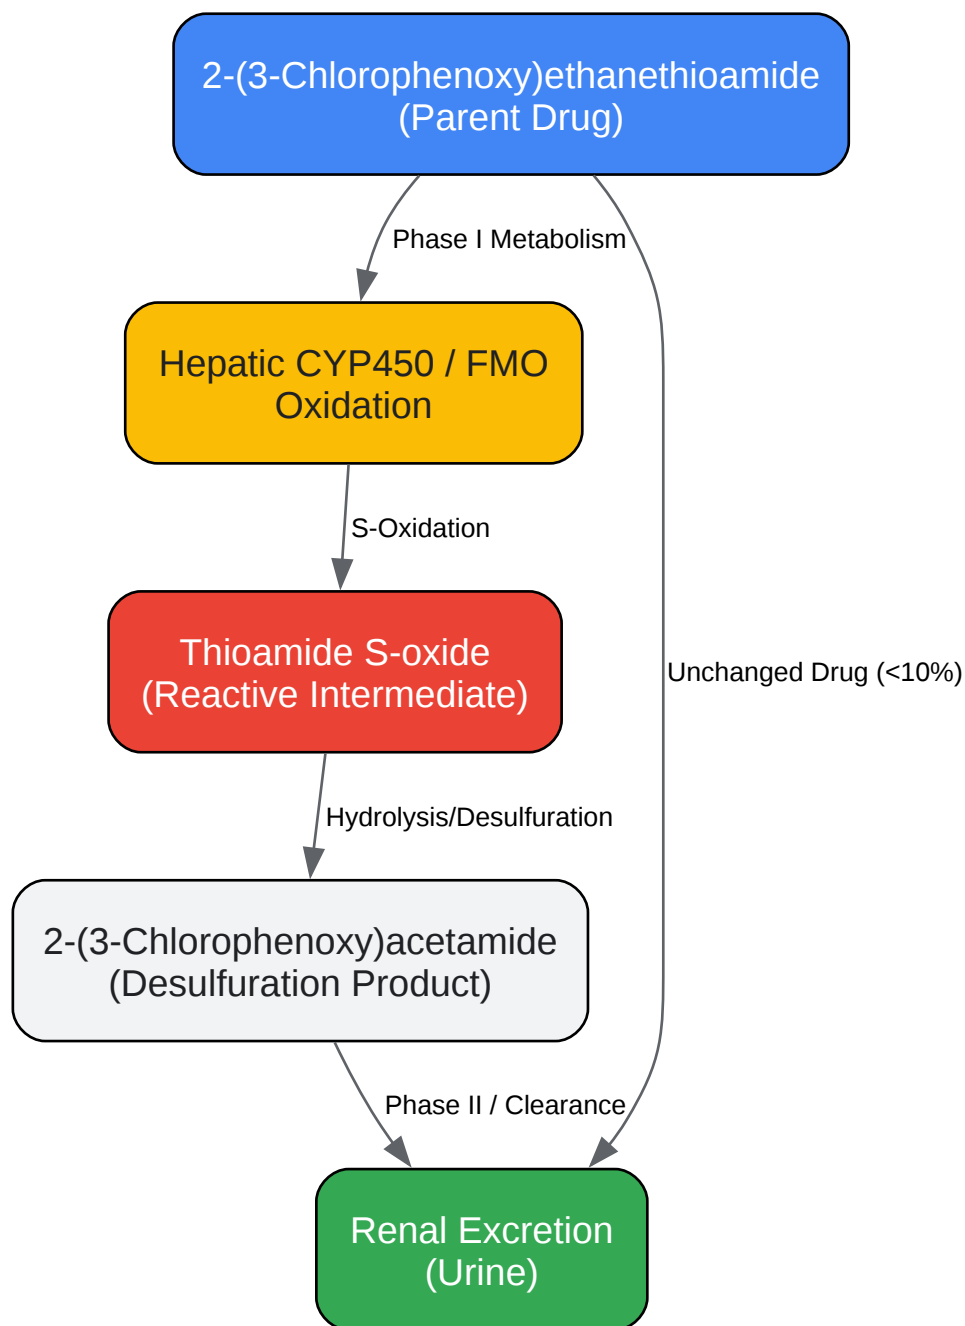 2-(3-Chlorophenoxy)ethanethioamide
(Parent Drug)
Phase I Metabolism
Hepatic CYP450 / FMO
Oxidation
S-Oxidation
Thioamide S-oxide
(Reactive Intermediate)
Unchanged Drug (<10%)
Hydrolysis/Desulfuration
2-(3-Chlorophenoxy)acetamide
(Desulfuration Product)
Phase II / Clearance
Renal Excretion
(Urine)